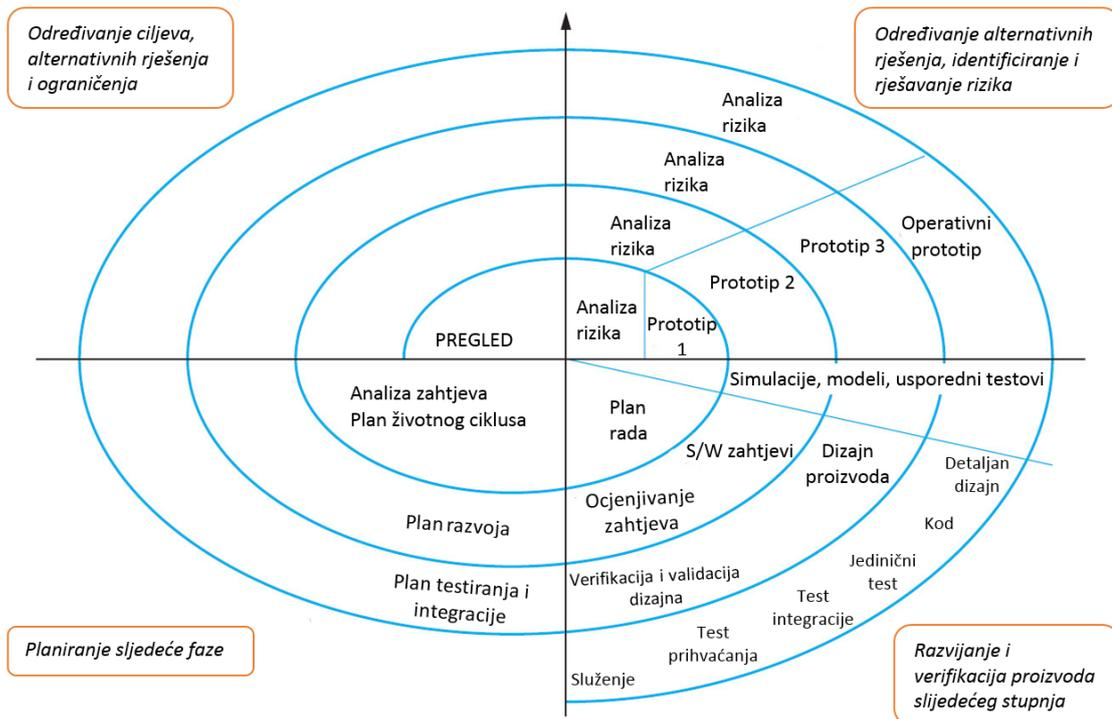 Određivanje ciljeva,
alternativnih rješenja
i ograničenja
Određivanje alternativnih
rješenja, identificiranje i
rješavanje rizika
Analiza
rizika
Analiza
rizika
Analiza
rizika
Analiza
rizika
Prototip
1
Prototip 2
Prototip 3
Operativni
prototip
PREGLED
Analiza zahtjeva
Plan životnog ciklusa
Plan razvoja
Plan testiranja i
integracije
Simulacije, modeli, usporedni testovi
Plan
rada
S/W zahtjevi
Dizajn
proizvoda
Detaljan
dizajn
Ocjenjivanje
zahtjeva
Kod
Verifikacija i validacija
dizajna
Jedinični
test
Test
integracije
Test
prihvaćanja
Služenje
Planiranje sljedeće faze
Razvijanje i
verifikacija proizvoda
slijedećeg stupnja